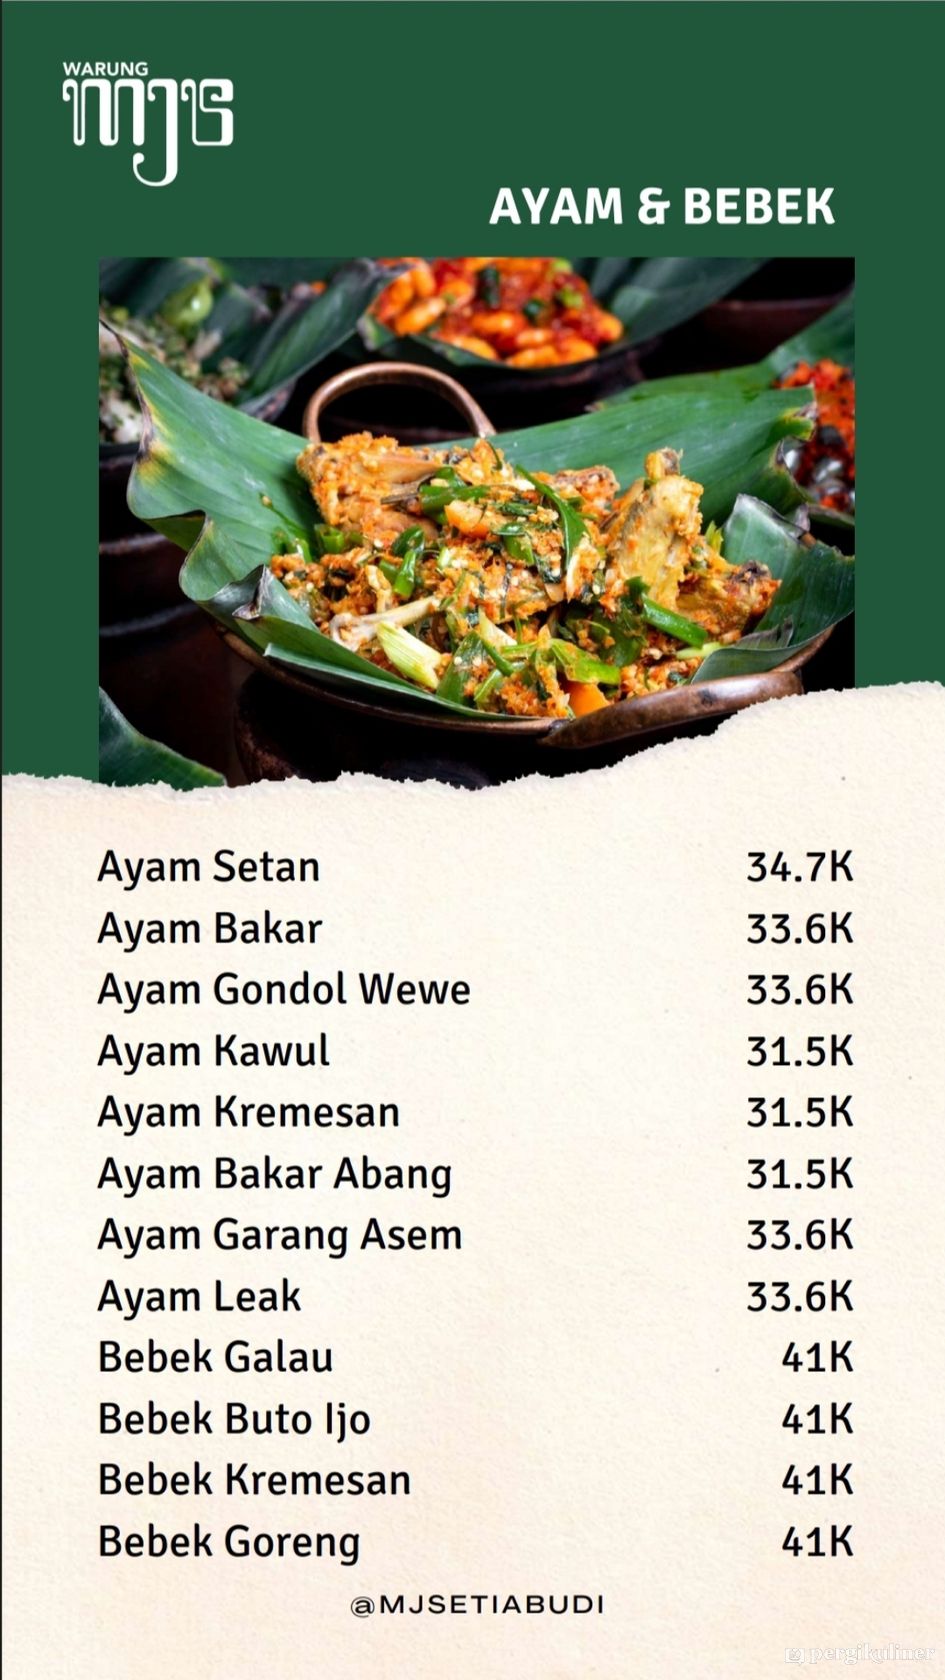 WARUNG
mjs
AYAM & BEBEK
Ayam Setan 34.7K
Ayam Bakar 33.6K
Ayam Gondol Wewe 33.6K
Ayam Kawul 31.5K
Ayam Kremesan 31.5K
Ayam Bakar Abang 31.5K
Ayam Garang Asem 33.6K
Ayam Leak 33.6K
Bebek Galau 41K
Bebek Buto Ijo 41K
Bebek Kremesan 41K
Bebek Goreng 41K
@MJSETIABUDI
pergikuliner